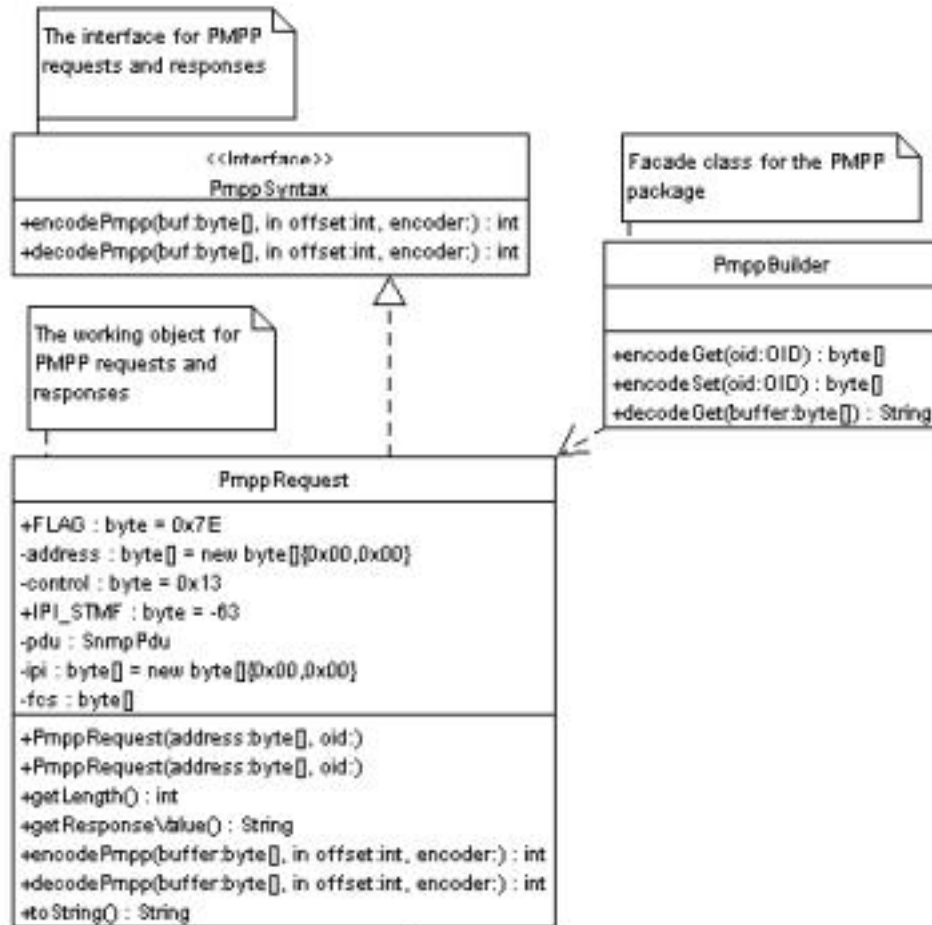 The interface for PMPP
requests and responses
<<Interface>>
PmppSyntax
+encodePmpp(buf:byte[], in offset:int, encoder:) : int
+decodePmpp(buf:byte[], in offset:int, encoder:) : int
Facade class for the PMPP
package
PmppBuilder
+encodeGet(oid:OID) : byte[]
+encodeSet(oid:OID) : byte[]
+decodeGet(buffer:byte[]) : String
The working object for
PMPP requests and
responses
PmppRequest
+FLAG : byte = 0x7E
-address : byte[] = new byte[]{0x00,0x00}
-control : byte = 0x13
+IPI_STMF : byte = -63
-pdu : SnmpPdu
-ipi : byte[] = new byte[]{0x00,0x00}
-fcs : byte[]
+PmppRequest(address:byte[], oid:)
+PmppRequest(address:byte[], oid:)
+getLength() : int
+getResponseValue() : String
+encodePmpp(buffer:byte[], in offset:int, encoder:) : int
+decodePmpp(buffer:byte[], in offset:int, encoder:) : int
+toString() : String